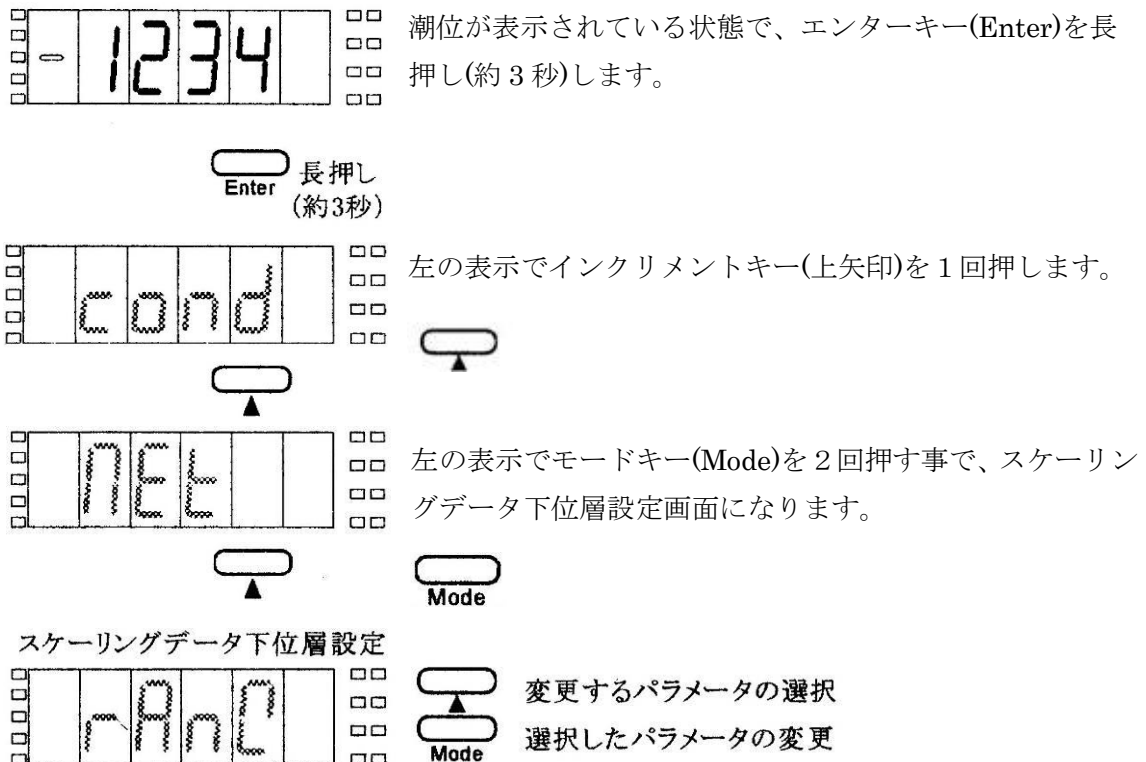 -1234
潮位が表示されている状態で、エンターキー(Enter)を長
押し(約3秒)します。
Enter
長押し
(約3秒)
cond
左の表示でインクリメントキー(上矢印)を1回押します。
▲
▲
MEt
左の表示でモードキー(Mode)を2回押す事で、スケーリン
グデータ下位層設定画面になります。
▲
Mode
スケーリングデータ下位層設定
rAnC
▲ 変更するパラメータの選択
Mode 選択したパラメータの変更